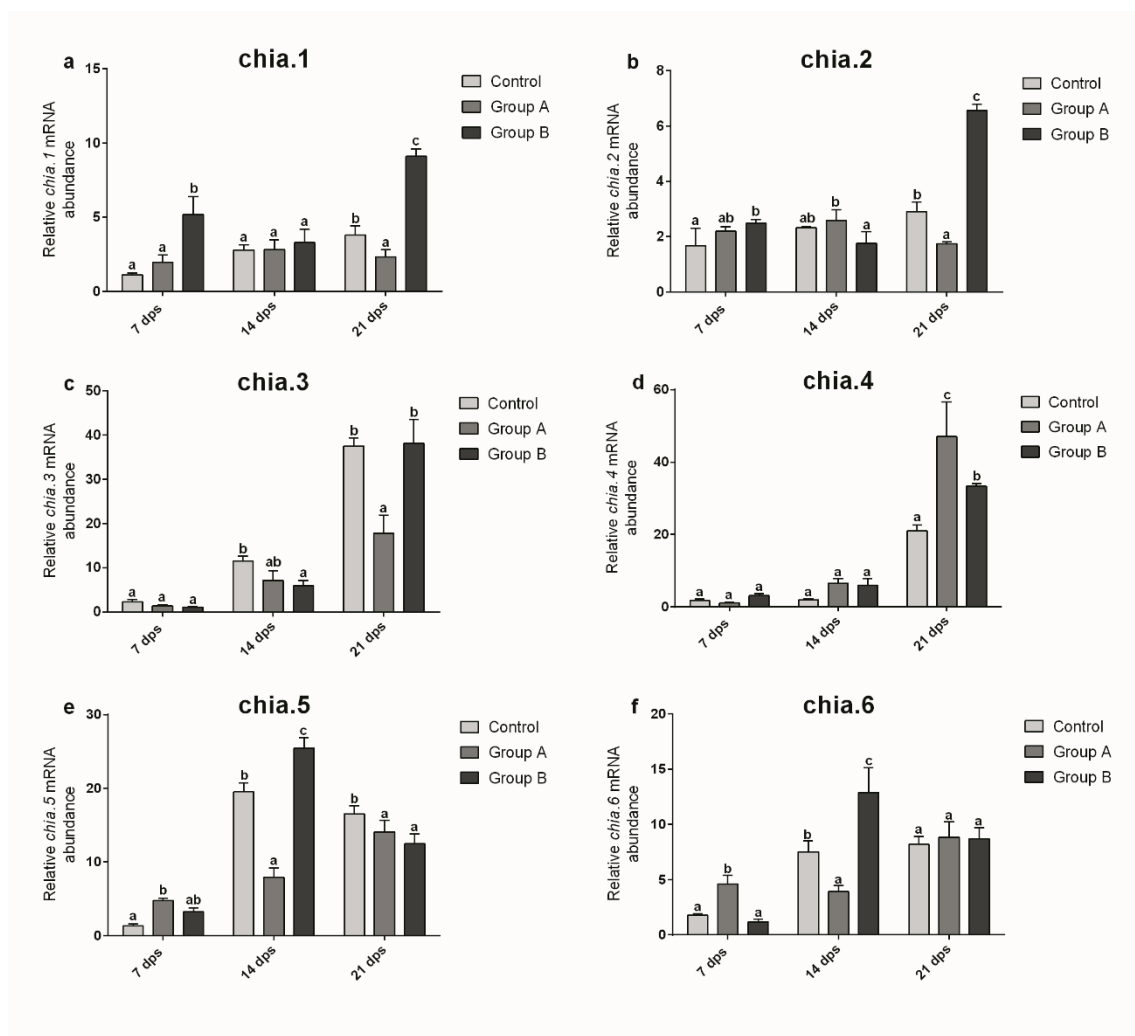 a
chia.1
Relative chia.1 mRNA
abundance
15
10
5
0
a
a
b
a
a
a
b
a
c
7 dps
14 dps
21 dps
Control
Group A
Group B
b
chia.2
Relative chia.2 mRNA
abundance
8
6
4
2
0
a
ab
b
ab
b
a
b
a
c
7 dps
14 dps
21 dps
Control
Group A
Group B
c
chia.3
Relative chia.3 mRNA
abundance
50
40
30
20
10
0
a
a
a
b
ab
a
b
a
b
7 dps
14 dps
21 dps
Control
Group A
Group B
d
chia.4
Relative chia.4 mRNA
abundance
60
40
20
0
a
a
a
a
a
a
a
c
b
7 dps
14 dps
21 dps
Control
Group A
Group B
e
chia.5
Relative chia.5 mRNA
abundance
30
20
10
0
a
b
ab
b
a
c
b
a
a
7 dps
14 dps
21 dps
Control
Group A
Group B
f
chia.6
Relative chia.6 mRNA
abundance
20
15
10
5
0
a
b
a
b
a
c
a
a
a
7 dps
14 dps
21 dps
Control
Group A
Group B